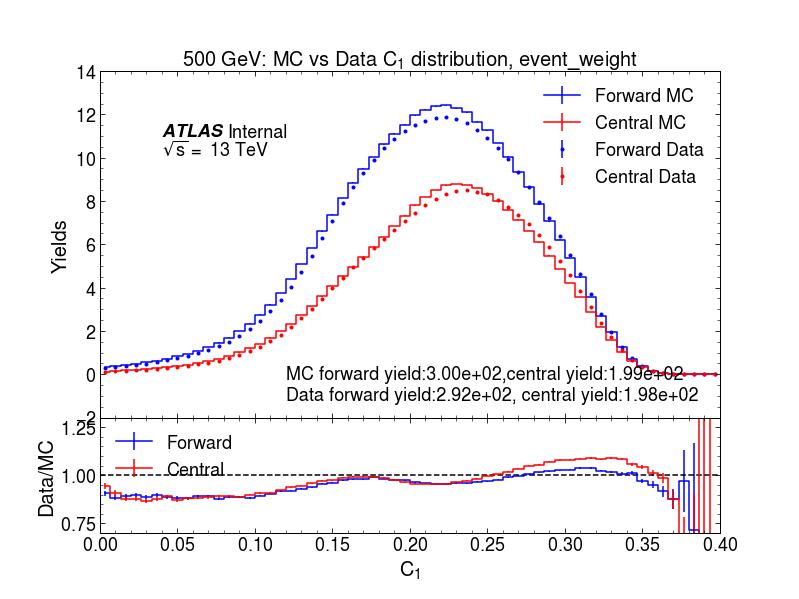 500 GeV: MC vs Data C₁ distribution, event_weight
14
12
10
8
6
4
2
0
−2
Yields
ATLAS Internal
√s = 13 TeV
Forward MC
Central MC
Forward Data
Central Data
MC forward yield:3.00e+02,central yield:1.99e+02
Data forward yield:2.92e+02, central yield:1.98e+02
1.25
1.00
0.75
Data/MC
Forward
Central
0.00 0.05 0.10 0.15 0.20 0.25 0.30 0.35 0.40
C₁